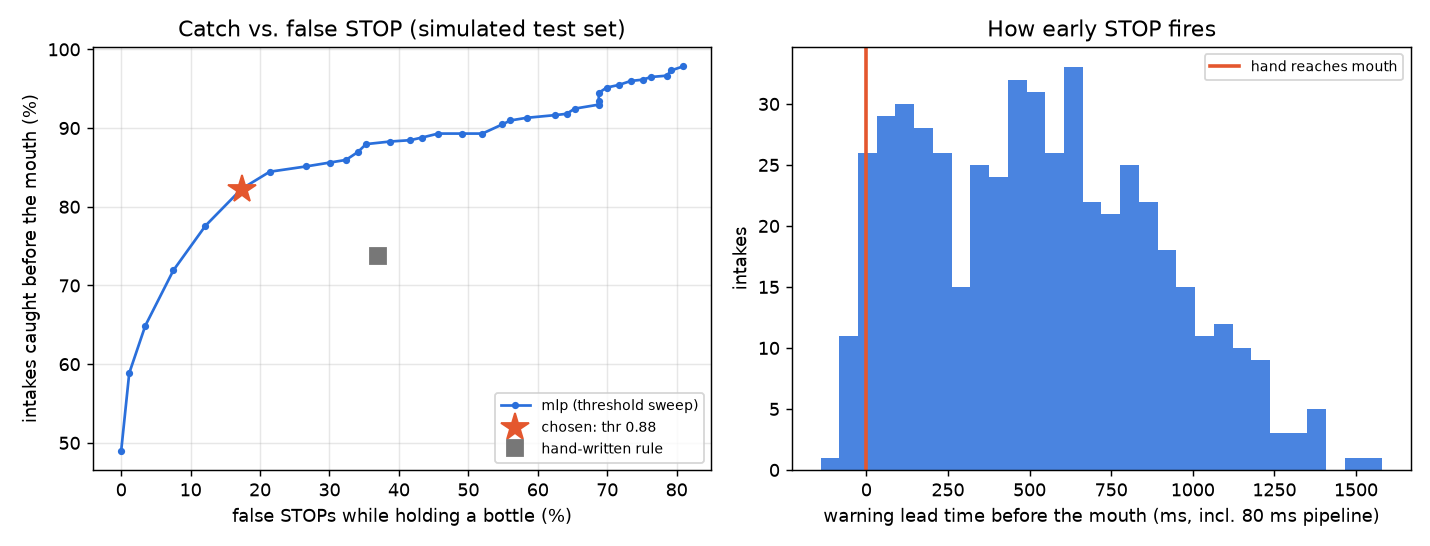 Catch vs. false STOP (simulated test set)
100
90
80
70
60
50
intakes caught before the mouth (%)
0 10 20 30 40 50 60 70 80
false STOPs while holding a bottle (%)
mlp (threshold sweep)
chosen: thr 0.88
hand-written rule
How early STOP fires
hand reaches mouth
30
25
20
15
10
5
0
intakes
0 250 500 750 1000 1250 1500
warning lead time before the mouth (ms, incl. 80 ms pipeline)